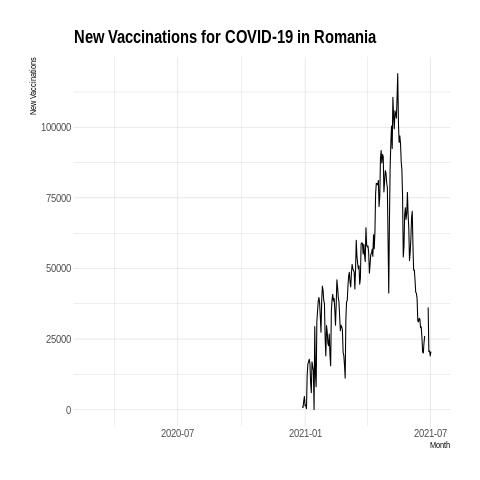 New Vaccinations for COVID-19 in Romania
New Vaccinations
100000
75000
50000
25000
0
2020-07 2021-01 2021-07
Month